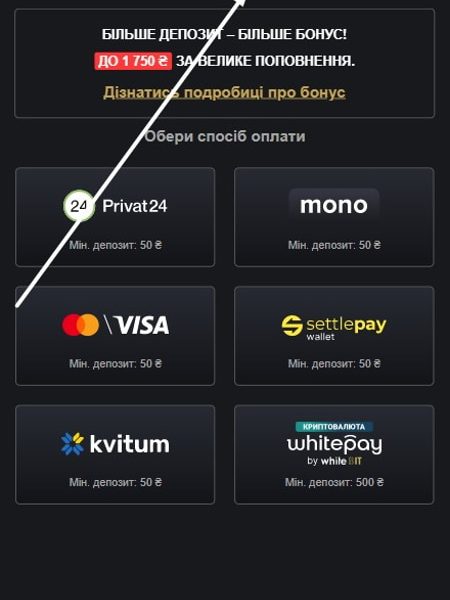 БІЛЬШЕ ДЕПОЗИТ – БІЛЬШЕ БОНУС!
ДО 1 750 ₴ ЗА ВЕЛИКЕ ПОПОВНЕННЯ.
Дізнатись подробиці про бонус
Обери спосіб оплати
24 Privat24
Мін. депозит: 50 ₴
mono
Мін. депозит: 50 ₴
VISA
Мін. депозит: 50 ₴
settlepay
wallet
Мін. депозит: 50 ₴
kvitum
Мін. депозит: 50 ₴
КРИПТОВАЛЮТА
whitepay
by whiteBIT
Мін. депозит: 500 ₴